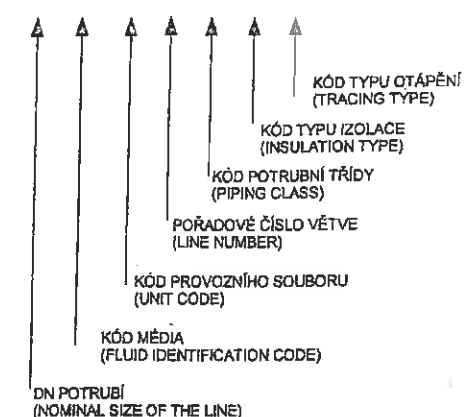 KÓD TYPU OTÁPĚNÍ
(TRACING TYPE)
KÓD TYPU IZOLACE
(INSULATION TYPE)
KÓD POTRUBNÍ TŘÍDY
(PIPING CLASS)
POŘADOVÉ ČÍSLO VĚTVE
(LINE NUMBER)
KÓD PROVOZNÍHO SOUBORU
(UNIT CODE)
KÓD MÉDIA
(FLUID IDENTIFICATION CODE)
DN POTRUBÍ
(NOMINAL SIZE OF THE LINE)